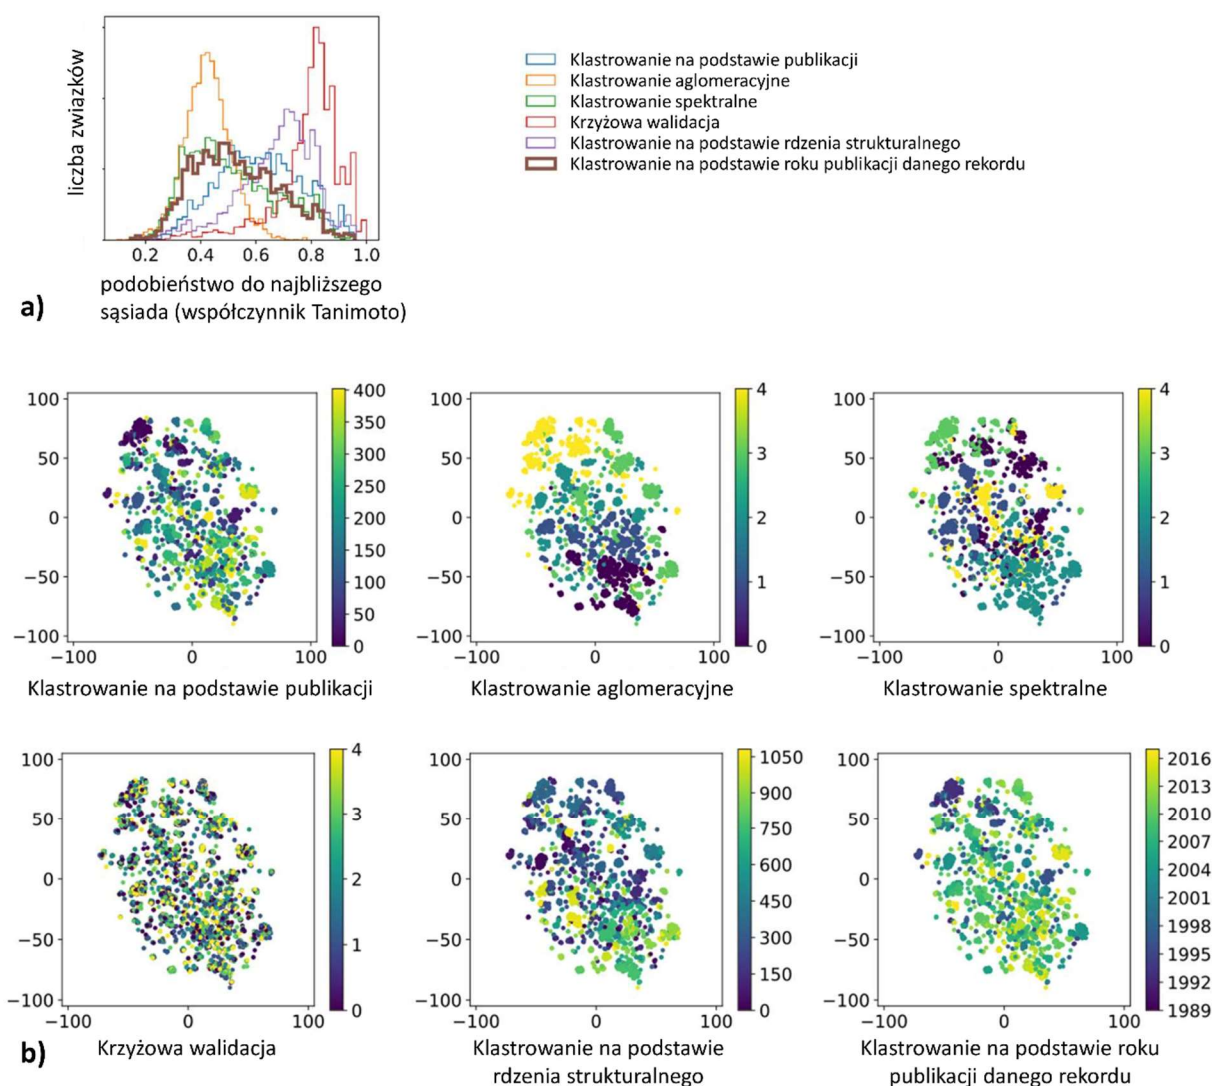 liczba związków
0.2 0.4 0.6 0.8 1.0
podobieństwo do najbliższego
sąsiada (współczynnik Tanimoto)
a)
Klastrowanie na podstawie publikacji
Klastrowanie aglomeracyjne
Klastrowanie spektralne
Krzyżowa walidacja
Klastrowanie na podstawie rdzenia strukturalnego
Klastrowanie na podstawie roku publikacji danego rekordu
100
50
0
−50
−100
−100 0 100
400
350
300
250
200
150
100
50
0
Klastrowanie na podstawie publikacji
100
50
0
−50
−100
−100 0 100
4
3
2
1
0
Klastrowanie aglomeracyjne
100
50
0
−50
−100
−100 0 100
4
3
2
1
0
Klastrowanie spektralne
100
50
0
−50
−100
−100 0 100
4
3
2
1
0
Krzyżowa walidacja
b)
100
50
0
−50
−100
−100 0 100
1050
900
750
600
450
300
150
0
Klastrowanie na podstawie
rdzenia strukturalnego
100
50
0
−50
−100
−100 0 100
2016
2013
2010
2007
2004
2001
1998
1995
1992
1989
Klastrowanie na podstawie roku
publikacji danego rekordu